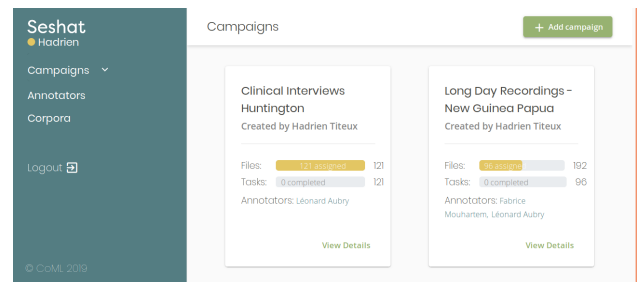 Seshat
Hadrien
Campaigns
Annotators
Corpora
Logout
© CoML 2019
Campaigns
+ Add campaign
Clinical Interviews
Huntington
Created by Hadrien Titeux
Files: 121 assigned 121
Tasks: 0 completed 121
Annotators: Léonard Aubry
View Details
Long Day Recordings -
New Guinea Papua
Created by Hadrien Titeux
Files: 96 assigne 192
Tasks: 0 completed 96
Annotators: Fabrice
Mouhartem, Léonard Aubry
View Details